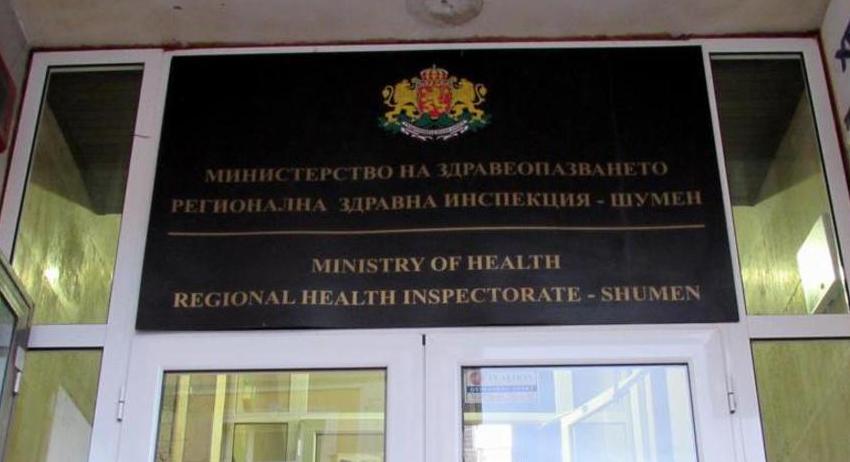 МИНИСТЕРСТВО НА ЗДРАВЕОПАЗВАНЕТО
РЕГИОНАЛНА ЗДРАВНА ИНСПЕКЦИЯ - ШУМЕН
MINISTRY OF HEALTH
REGIONAL HEALTH INSPECTORATE - SHUMEN